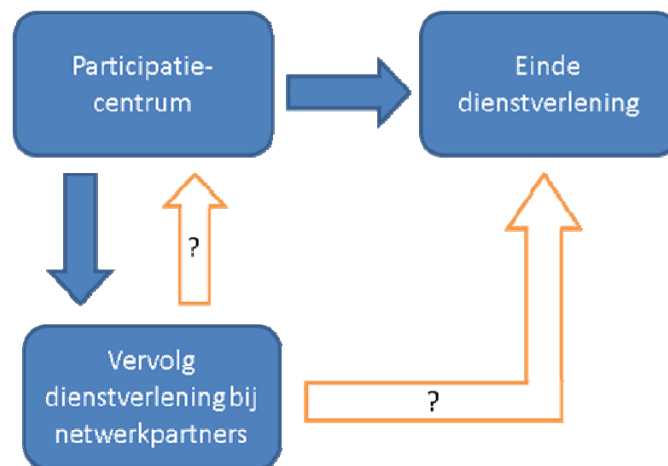 Participatie-
centrum
Einde
dienstverlening
?
Vervolg
dienstverlening bij
netwerkpartners
?